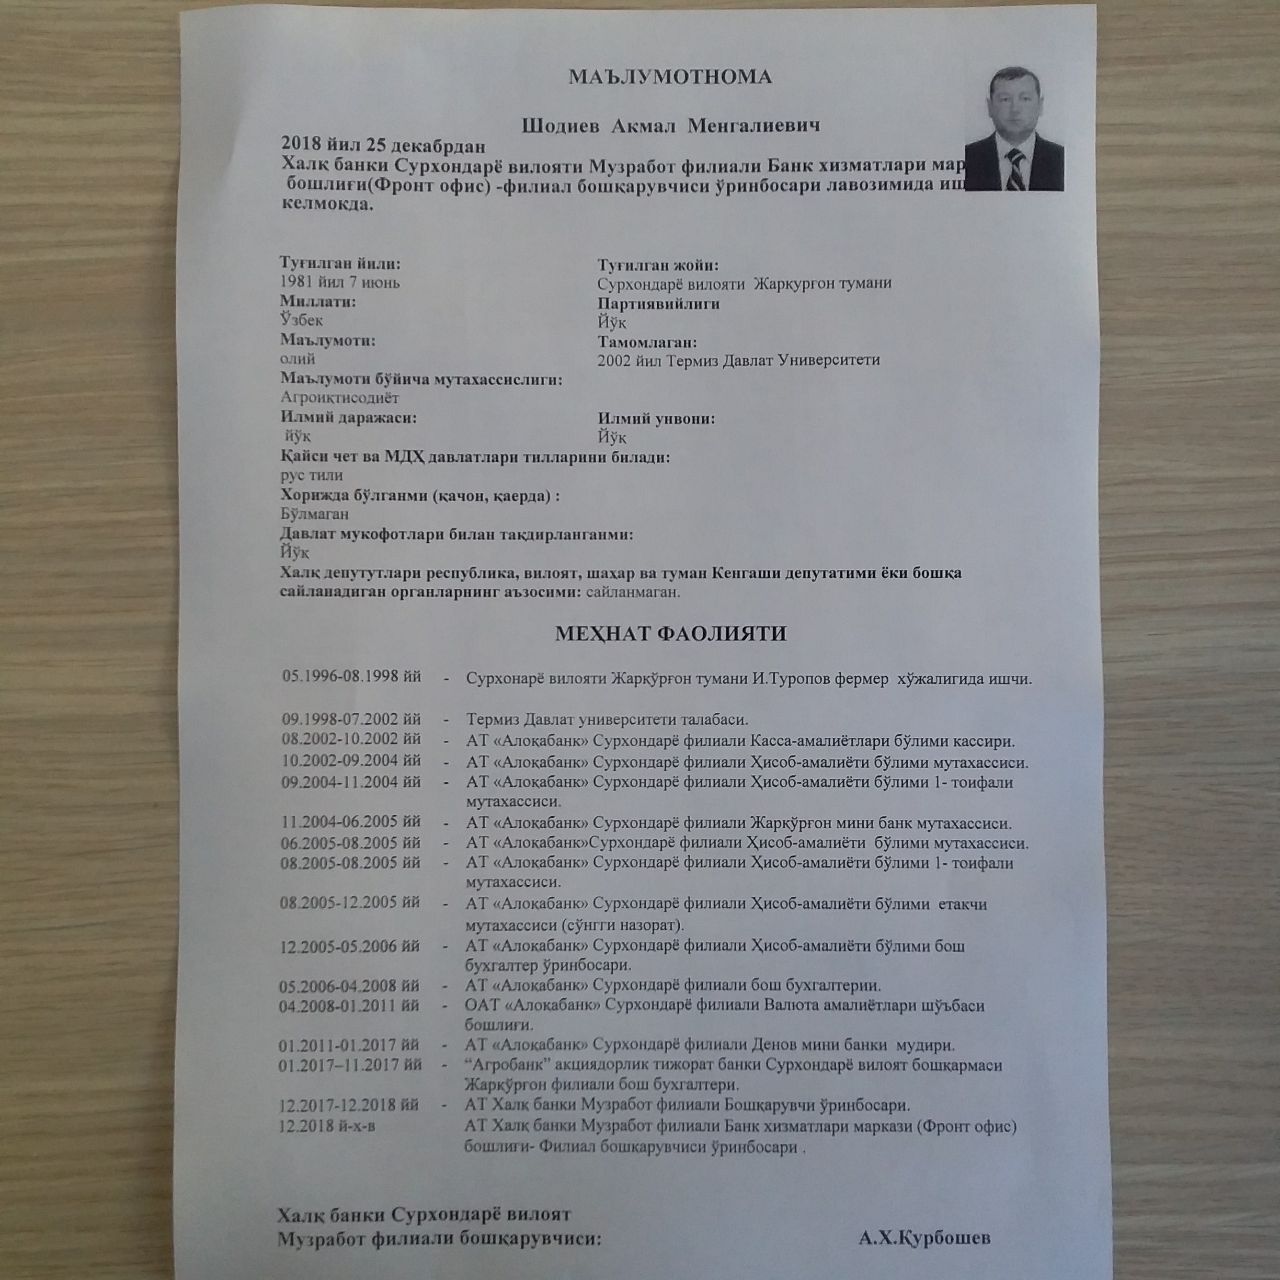 МАЪЛУМОТНОМА
Шодиев Акмал Менгалиевич
2018 йил 25 декабрдан
Халқ банки Сурхондарё вилояти Музработ филиали Банк хизматлари мар
бошлиғи(Фронт офис) -филиал бошқарувчиси ўринбосари лавозимида иш
келмокда.
Туғилган йили: Туғилган жойи:
1981 йил 7 июнь Сурхондарё вилояти Жарқурғон тумани
Миллати: Партиявийлиги
Ўзбек Йўқ
Маълумоти: Тамомлаган:
олий 2002 йил Термиз Давлат Университети
Маълумоти бўйича мутахассислиги:
Агроиқтисодиёт
Илмий даражаси: Илмий унвони:
йўқ Йўқ
Қайси чет ва МДҲ давлатлари тилларини билади:
рус тили
Хорижда бўлганми (қачон, қаерда) :
Бўлмаган
Давлат мукофотлари билан тақдирланганми:
Йўқ
Халқ депутутлари республика, вилоят, шаҳар ва туман Кенгаши депутатими ёки бошқа
сайланадиган органларнинг аъзосими: сайланмаган.
МЕҲНАТ ФАОЛИЯТИ
05.1996-08.1998 йй - Сурхонарё вилояти Жарқўрғон тумани И.Туропов фермер хўжалигида ишчи.
09.1998-07.2002 йй - Термиз Давлат университети талабаси.
08.2002-10.2002 йй - АТ «Алоқабанк» Сурхондарё филиали Касса-амалиётлари бўлими кассири.
10.2002-09.2004 йй - АТ «Алоқабанк» Сурхондарё филиали Ҳисоб-амалиёти бўлими мутахассиси.
09.2004-11.2004 йй - АТ «Алоқабанк» Сурхондарё филиали Ҳисоб-амалиёти бўлими 1- тоифали
мутахассиси.
11.2004-06.2005 йй - АТ «Алоқабанк» Сурхондарё филиали Жарқўрғон мини банк мутахассиси.
06.2005-08.2005 йй - АТ «Алоқабанк»Сурхондарё филиали Ҳисоб-амалиёти бўлими мутахассиси.
08.2005-08.2005 йй - АТ «Алоқабанк» Сурхондарё филиали Ҳисоб-амалиёти бўлими 1- тоифали
мутахассиси.
08.2005-12.2005 йй - АТ «Алоқабанк» Сурхондарё филиали Ҳисоб-амалиёти бўлими етакчи
мутахассиси (сўнгги назорат).
12.2005-05.2006 йй - АТ «Алоқабанк» Сурхондарё филиали Ҳисоб-амалиёти бўлими бош
бухгалтер ўринбосари.
05.2006-04.2008 йй - АТ «Алоқабанк» Сурхондарё филиали бош бухгалтерии.
04.2008-01.2011 йй - ОАТ «Алоқабанк» Сурхондарё филиали Валюта амалиётлари шўъбаси
бошлиғи.
01.2011-01.2017 йй - АТ «Алоқабанк» Сурхондарё филиали Денов мини банки мудири.
01.2017–11.2017 йй - “Агробанк” акциядорлик тижорат банки Сурхондарё вилоят бошқармаси
Жарқўрғон филиали бош бухгалтери.
12.2017-12.2018 йй - АТ Халқ банки Музработ филиали Бошқарувчи ўринбосари.
12.2018 й-х-в АТ Халқ банки Музработ филиали Банк хизматлари маркази (Фронт офис)
бошлиғи- Филиал бошқарувчиси ўринбосари .
Халқ банки Сурхондарё вилоят
Музработ филиали бошқарувчиси: А.Х.Қурбошев